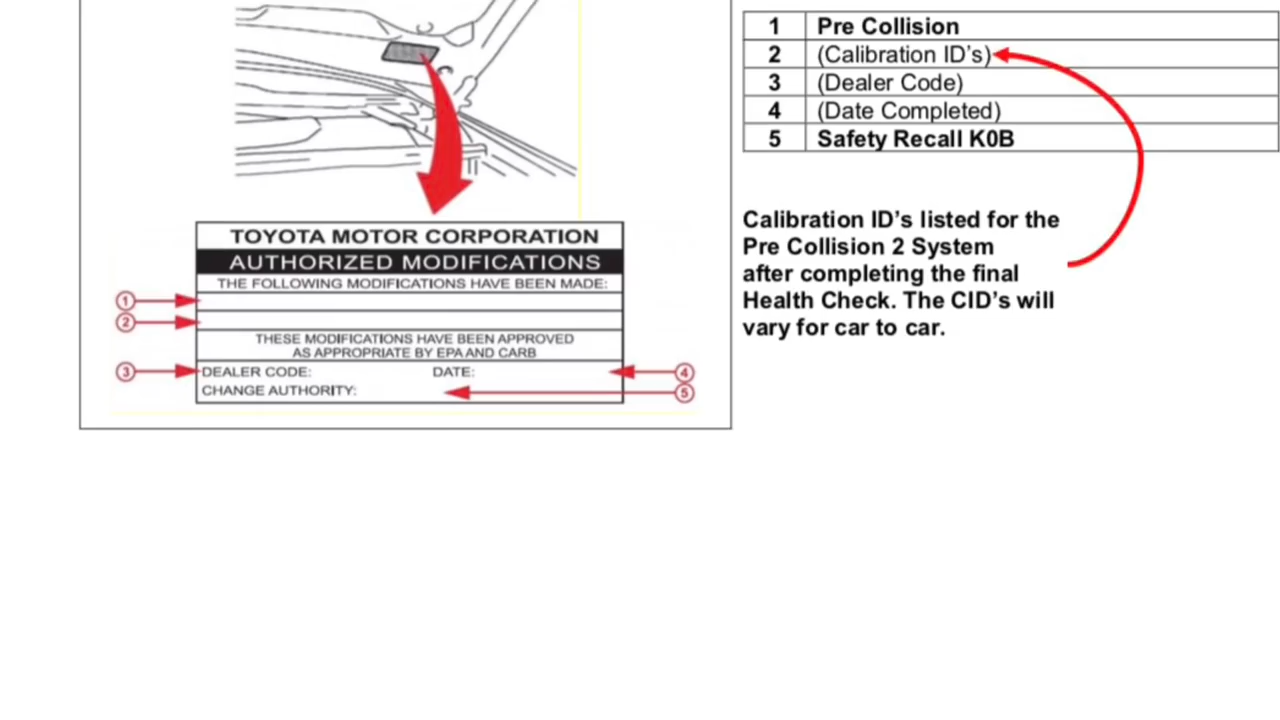 1 Pre Collision
2 (Calibration ID's)
3 (Dealer Code)
4 (Date Completed)
5 Safety Recall K0B
Calibration ID's listed for the
Pre Collision 2 System
after completing the final
Health Check. The CID's will
vary for car to car.
TOYOTA MOTOR CORPORATION
AUTHORIZED MODIFICATIONS
THE FOLLOWING MODIFICATIONS HAVE BEEN MADE:
1
2
THESE MODIFICATIONS HAVE BEEN APPROVED
AS APPROPRIATE BY EPA AND CARB
3 DEALER CODE: DATE: 4
CHANGE AUTHORITY: 5